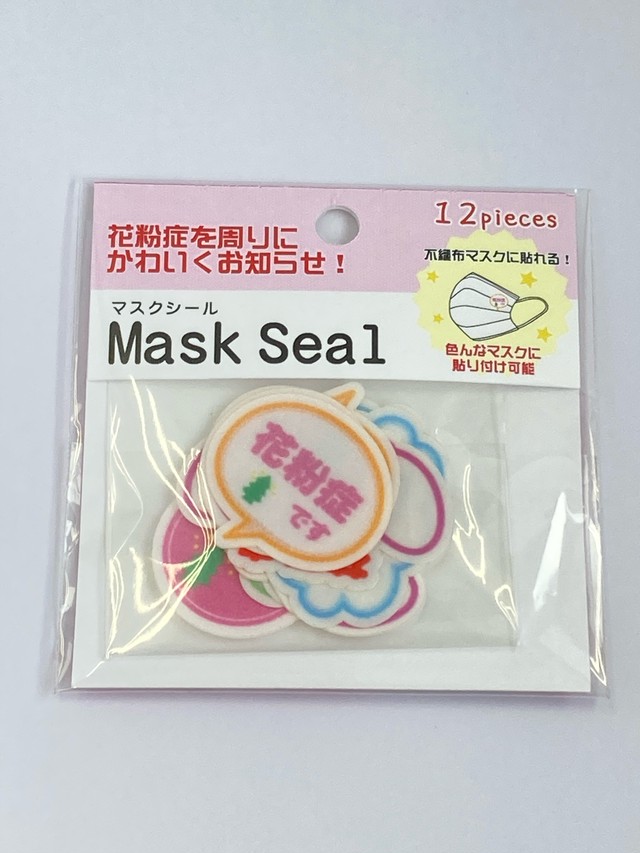 12pieces
花粉症を周りに
かわいくお知らせ！
不織布マスクに貼れる！
マスクシール
Mask Seal
色んなマスクに
貼り付け可能
花粉症
です